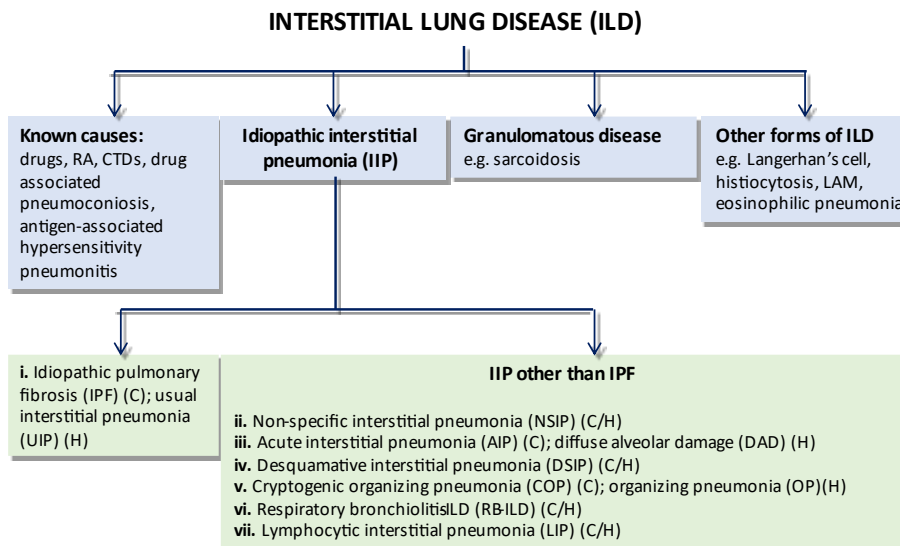 INTERSTITIAL LUNG DISEASE (ILD)
Known causes:
drugs, RA, CTDs, drug
associated
pneumoconiosis,
antigen-associated
hypersensitivity
pneumonitis
Idiopathic interstitial
pneumonia (IIP)
Granulomatous disease
e.g. sarcoidosis
Other forms of ILD
e.g. Langerhan's cell,
histiocytosis, LAM,
eosinophilic pneumonia
i. Idiopathic pulmonary
fibrosis (IPF) (C); usual
interstitial pneumonia
(UIP) (H)
IIP other than IPF
ii. Non-specific interstitial pneumonia (NSIP) (C/H)
iii. Acute interstitial pneumonia (AIP) (C); diffuse alveolar damage (DAD) (H)
iv. Desquamative interstitial pneumonia (DSIP) (C/H)
v. Cryptogenic organizing pneumonia (COP) (C); organizing pneumonia (OP)(H)
vi. Respiratory bronchiolitisILD (RB-ILD) (C/H)
vii. Lymphocytic interstitial pneumonia (LIP) (C/H)